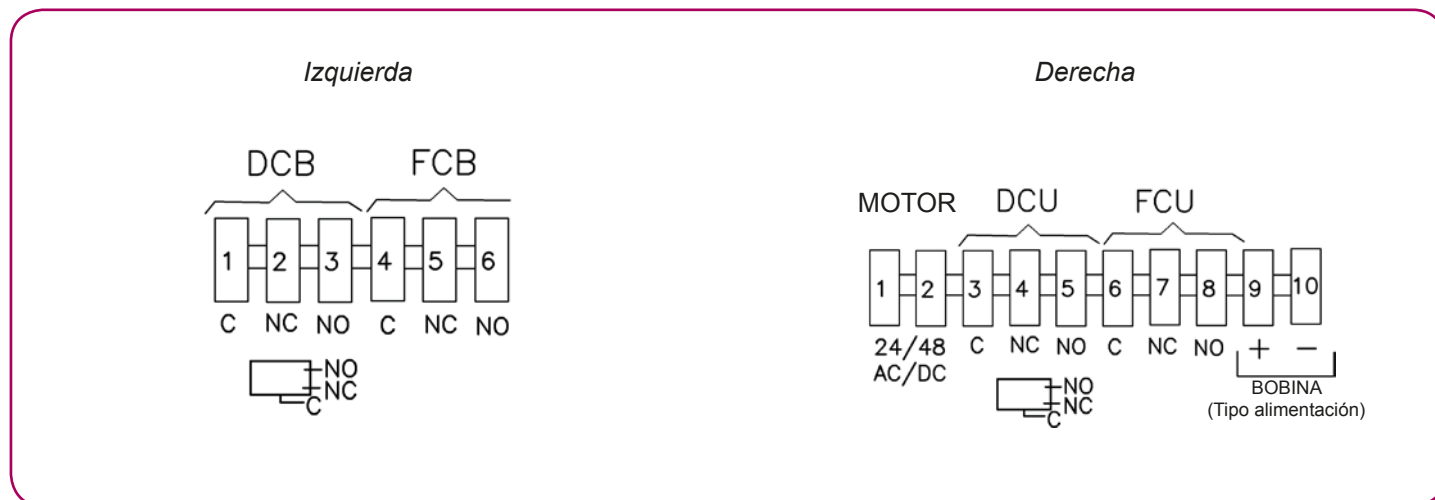 Izquierda
DCB FCB
1 2 3 4 5 6
C NC NO C NC NO
NO
NC
C
Derecha
MOTOR DCU FCU
1 2 3 4 5 6 7 8 9 10
24/48 C NC NO C NC NO + −
AC/DC
BOBINA
(Tipo alimentación)
NO
NC
C